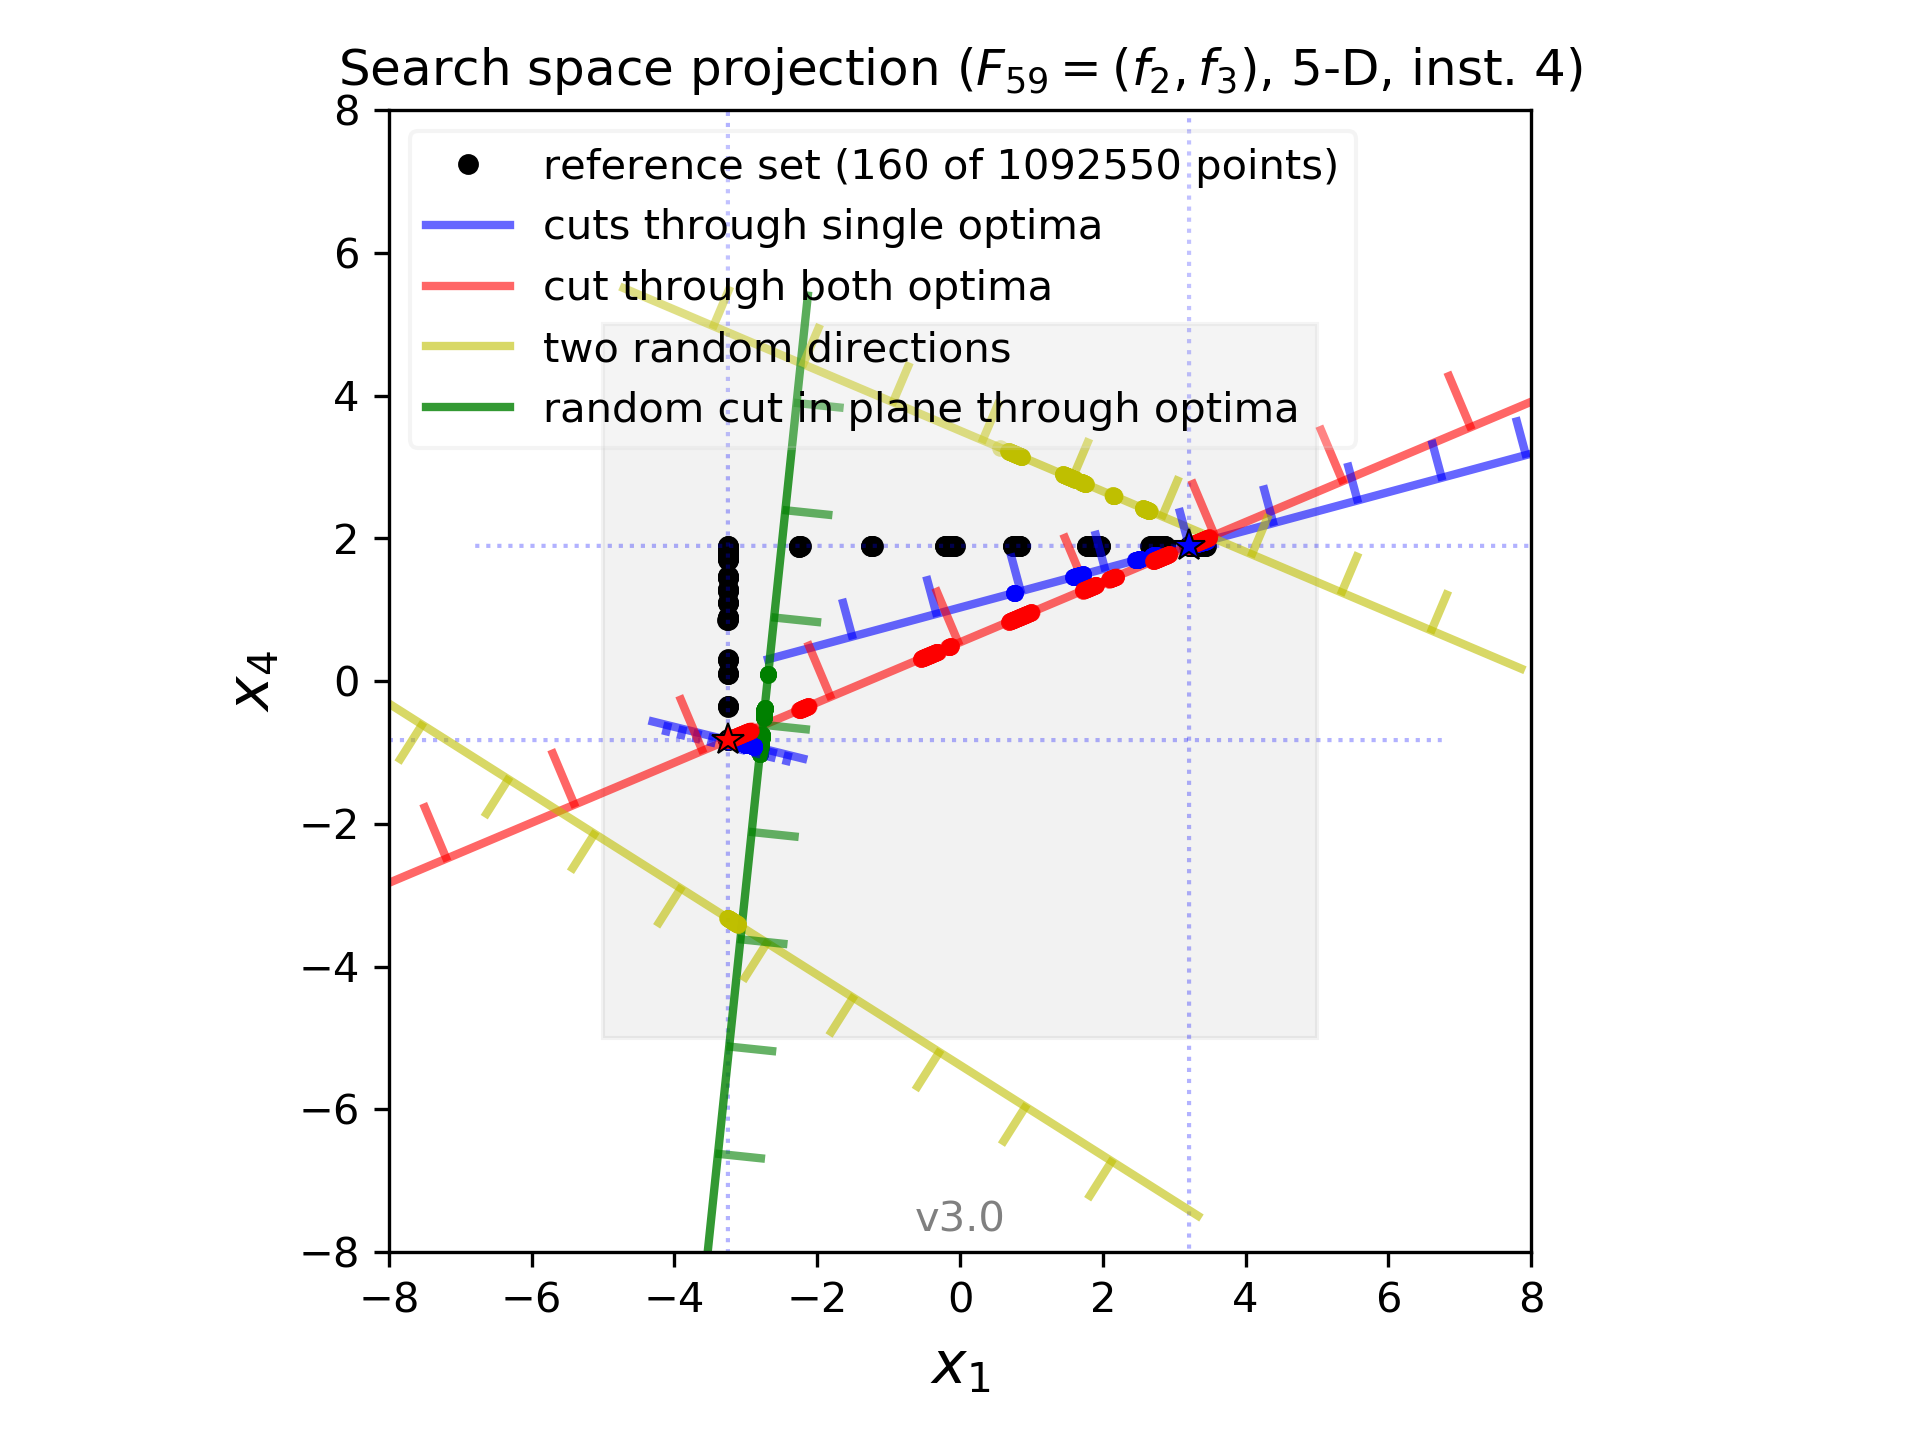 Search space projection (F₅₉ = (f₂, f₃), 5-D, inst. 4)
8
6
4
2
0
−2
−4
−6
−8
x₄
reference set (160 of 1092550 points)
cuts through single optima
cut through both optima
two random directions
random cut in plane through optima
v3.0
−8 −6 −4 −2 0 2 4 6 8
x₁